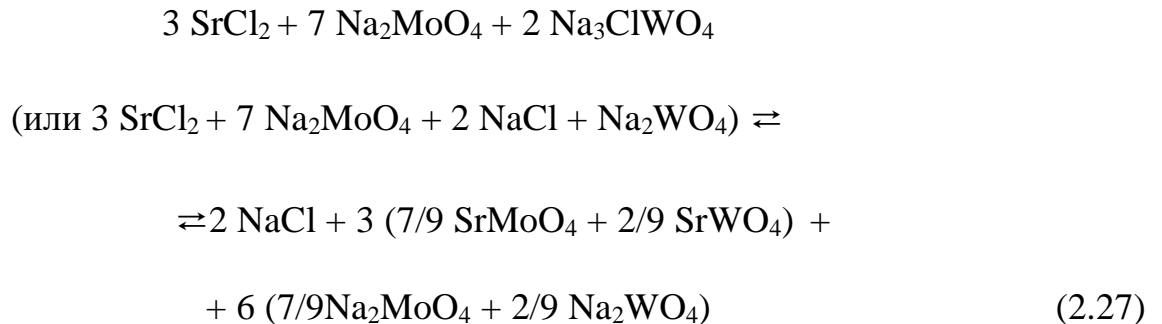 3 SrCl₂ + 7 Na₂MoO₄ + 2 Na₃ClWO₄
(или 3 SrCl₂ + 7 Na₂MoO₄ + 2 NaCl + Na₂WO₄) ⇄
⇄2 NaCl + 3 (7/9 SrMoO₄ + 2/9 SrWO₄) +
+ 6 (7/9Na₂MoO₄ + 2/9 Na₂WO₄) (2.27)